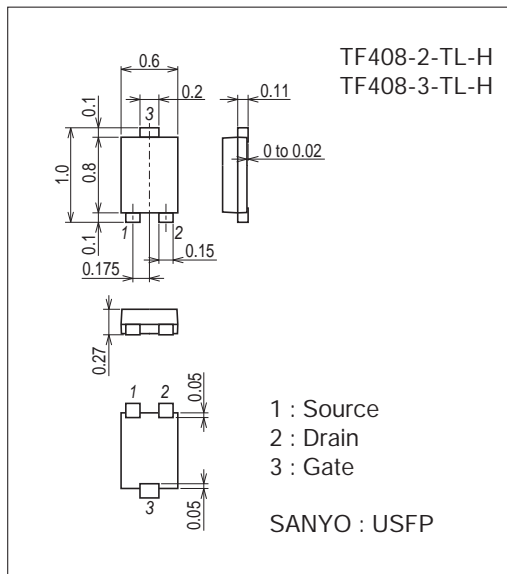 TF408-2-TL-H
TF408-3-TL-H
0.6
0.2
0.11
0.1
3
0 to 0.02
1.0
0.8
0.1
1
2
0.15
0.175
0.27
1
2
0.05
3
0.05
1 : Source
2 : Drain
3 : Gate
SANYO : USFP